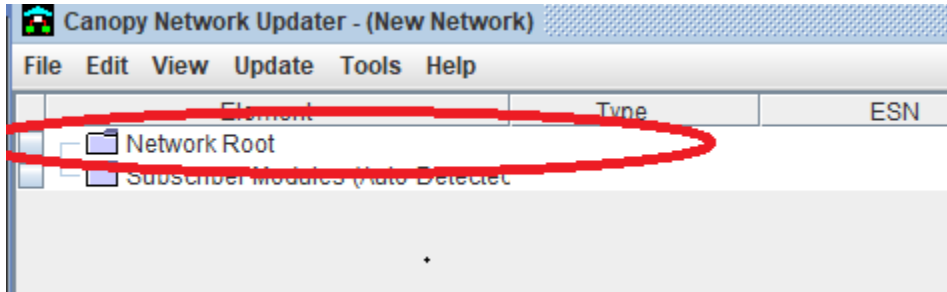 Canopy Network Updater - (New Network)
File Edit View Update Tools Help
Element Type ESN
Network Root
Subscriber Modules (Auto-Detected